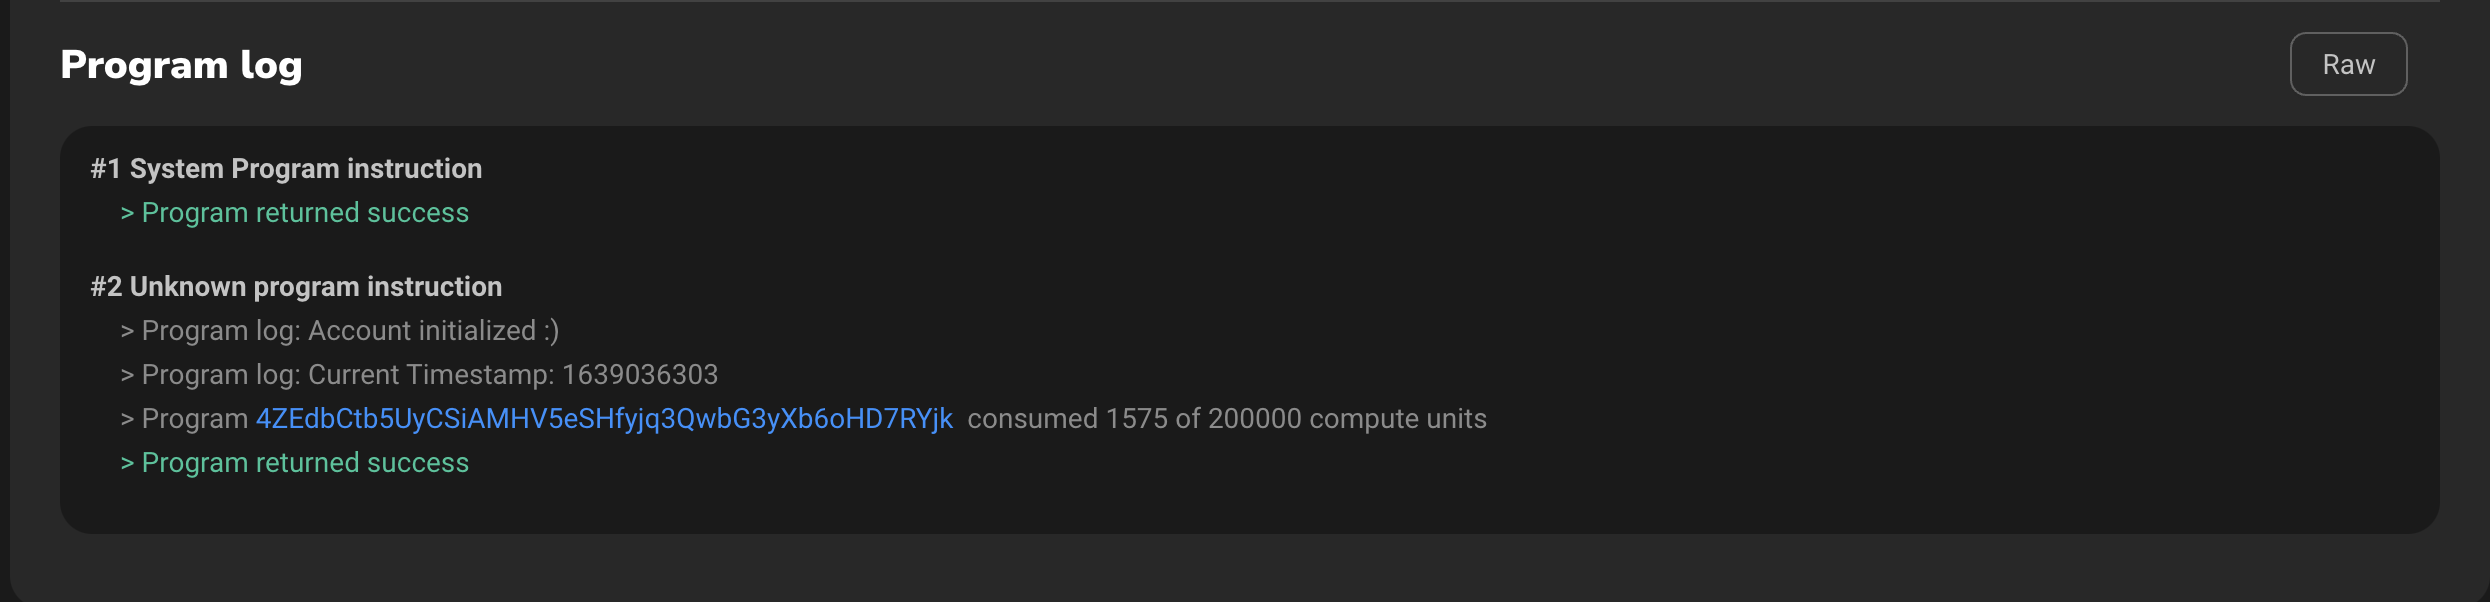 Program log
Raw
#1 System Program instruction
> Program returned success
#2 Unknown program instruction
> Program log: Account initialized :)
> Program log: Current Timestamp: 1639036303
> Program 4ZEdbCtb5UyCSiAMHV5eSHfyjq3QwbG3yXb6oHD7RYjk consumed 1575 of 200000 compute units
> Program returned success